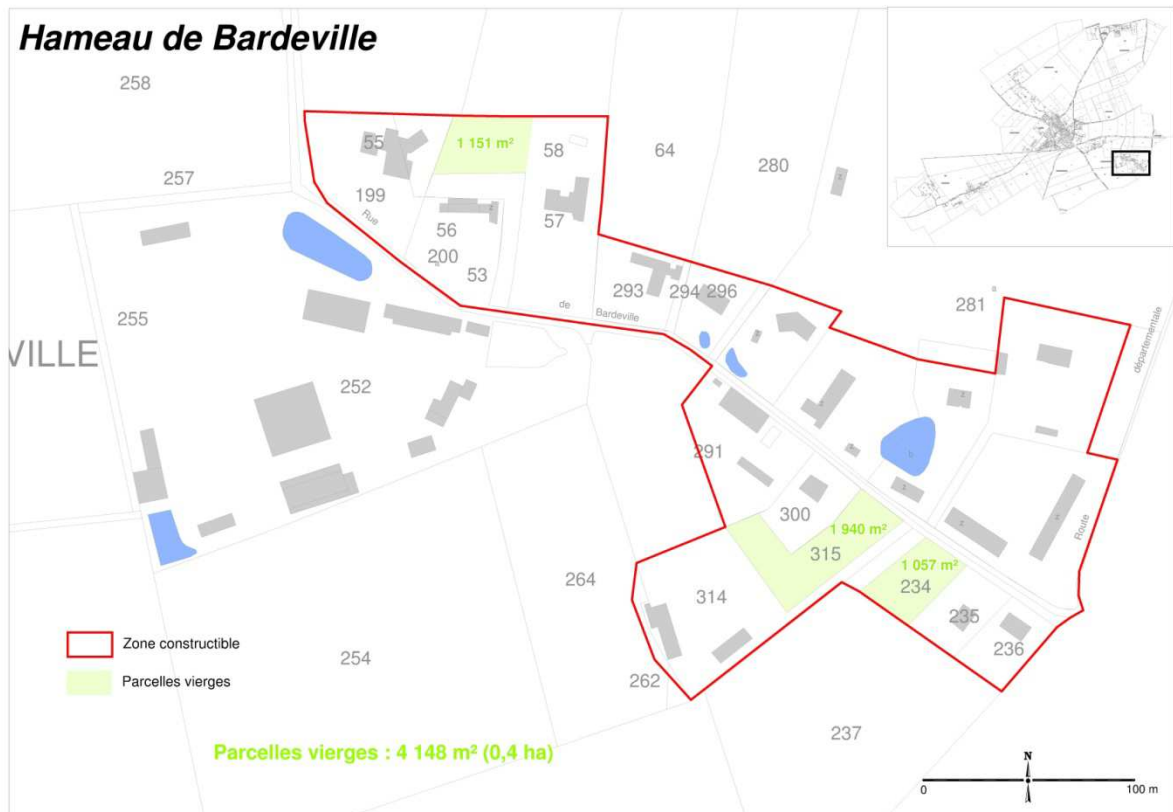 Hameau de Bardeville
258
55
1 151 m²
58
64
280
257
199
Rue
57
56
200
53
293
294
296
281
de
Bardeville
départementale
255
VILLE
252
291
300
1 940 m²
315
1 057 m²
234
Route
264
314
235
236
Zone constructible
Parcelles vierges
254
262
237
Parcelles vierges : 4 148 m² (0,4 ha)
N
0
100 m